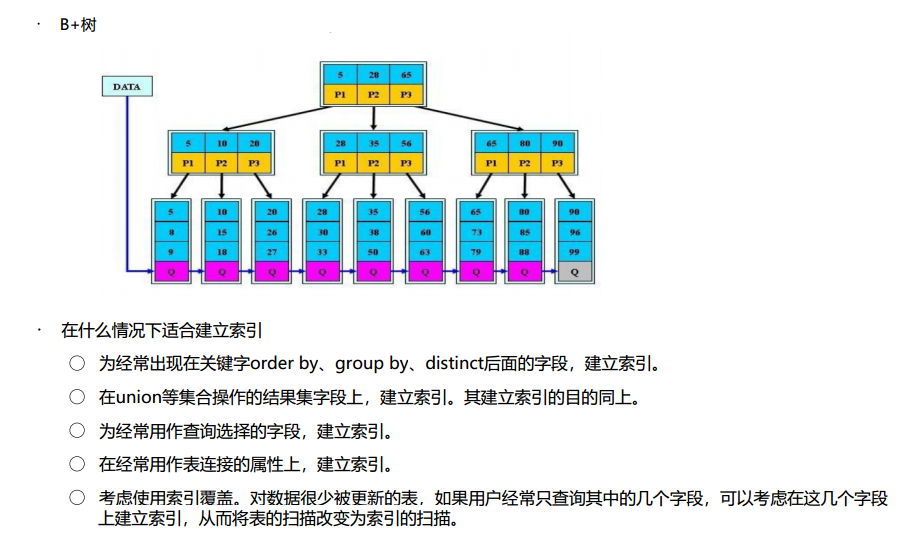 · B+树
DATA
5 28 65
P1 P2 P3
5 10 20 28 35 56 65 80 90
P1 P2 P3 P1 P2 P3 P1 P2 P3
5 10 20 28 35 56 65 80 90
8 15 26 30 38 60 73 85 96
9 18 27 33 50 63 79 88 99
Q Q Q Q Q Q Q Q Q
· 在什么情况下适合建立索引
○ 为经常出现在关键字order by、group by、distinct后面的字段，建立索引。
○ 在union等集合操作的结果集字段上，建立索引。其建立索引的目的同上。
○ 为经常用作查询选择的字段，建立索引。
○ 在经常用作表连接的属性上，建立索引。
○ 考虑使用索引覆盖。对数据很少被更新的表，如果用户经常只查询其中的几个字段，可以考虑在这几个字段
上建立索引，从而将表的扫描改变为索引的扫描。